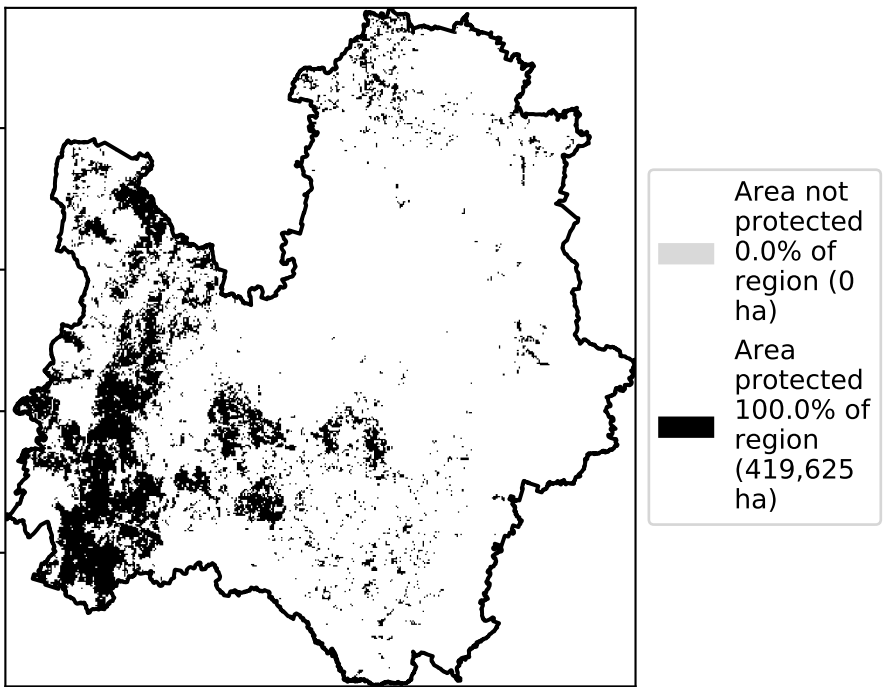 Area not
protected
0.0% of
region (0
ha)
Area
protected
100.0% of
region
(419,625
ha)